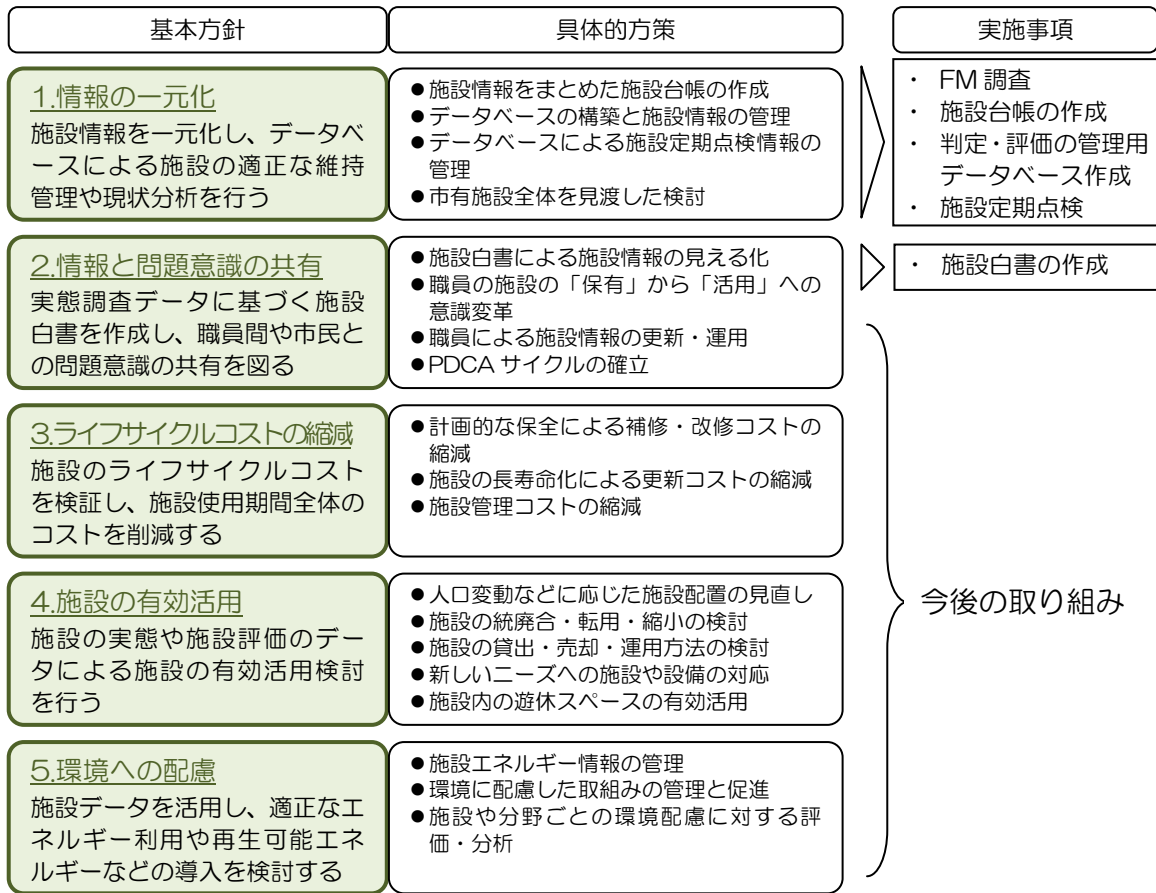 基本方針
具体的方策
実施事項
1.情報の一元化
施設情報を一元化し、データベ
ースによる施設の適正な維持
管理や現状分析を行う
●施設情報をまとめた施設台帳の作成
●データベースの構築と施設情報の管理
●データベースによる施設定期点検情報の
管理
●市有施設全体を見渡した検討
・ FM 調査
・ 施設台帳の作成
・ 判定・評価の管理用
データベース作成
・ 施設定期点検
2.情報と問題意識の共有
実態調査データに基づく施設
白書を作成し、職員間や市民と
の問題意識の共有を図る
●施設白書による施設情報の見える化
●職員の施設の「保有」から「活用」への
意識変革
●職員による施設情報の更新・運用
●PDCA サイクルの確立
・ 施設白書の作成
3.ライフサイクルコストの縮減
施設のライフサイクルコスト
を検証し、施設使用期間全体の
コストを削減する
●計画的な保全による補修・改修コストの
縮減
●施設の長寿命化による更新コストの縮減
●施設管理コストの縮減
4.施設の有効活用
施設の実態や施設評価のデー
タによる施設の有効活用検討
を行う
●人口変動などに応じた施設配置の見直し
●施設の統廃合・転用・縮小の検討
●施設の貸出・売却・運用方法の検討
●新しいニーズへの施設や設備の対応
●施設内の遊休スペースの有効活用
今後の取り組み
5.環境への配慮
施設データを活用し、適正なエ
ネルギー利用や再生可能エネ
ルギーなどの導入を検討する
●施設エネルギー情報の管理
●環境に配慮した取組みの管理と促進
●施設や分野ごとの環境配慮に対する評
価・分析